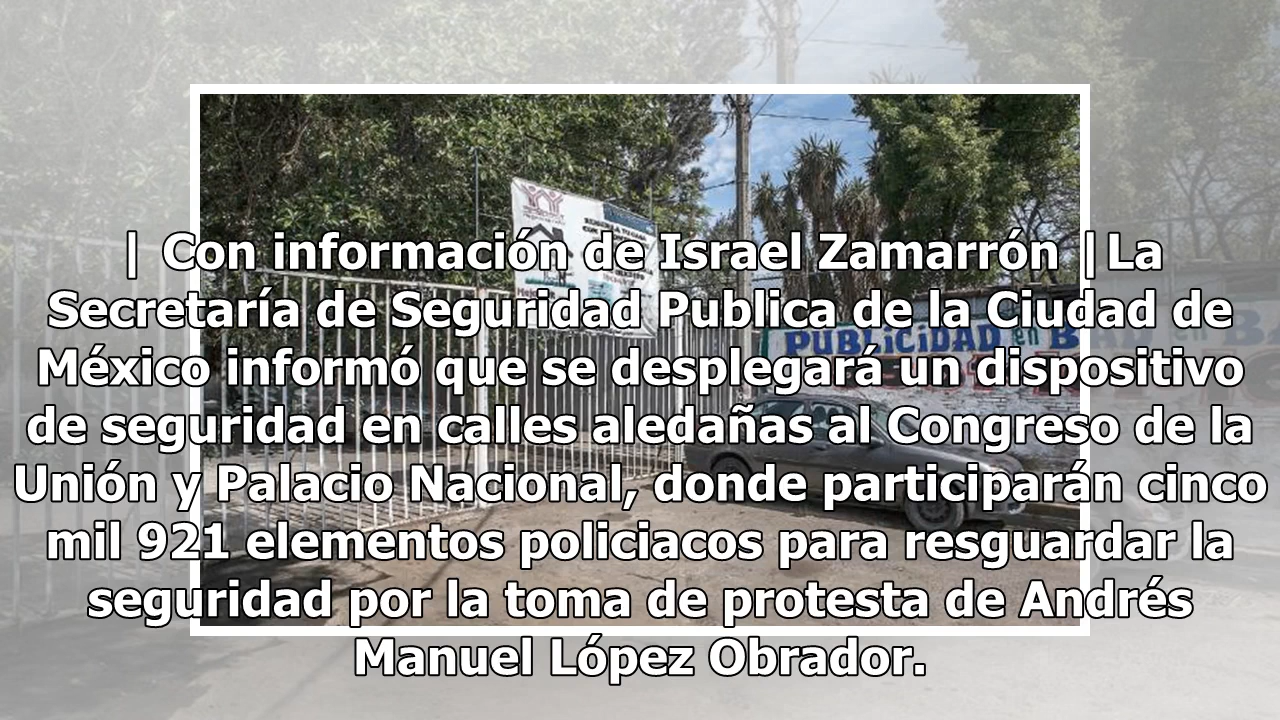 | Con información de Israel Zamarrón | La
Secretaría de Seguridad Publica de la Ciudad de
México informó que se desplegará un dispositivo
de seguridad en calles aledañas al Congreso de la
Unión y Palacio Nacional, donde participarán cinco
mil 921 elementos policiacos para resguardar la
seguridad por la toma de protesta de Andrés
Manuel López Obrador.
PUBLICIDAD en